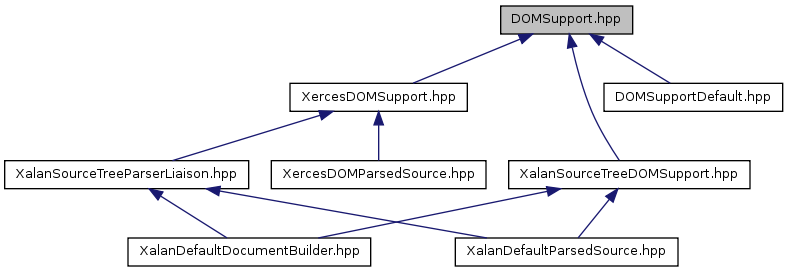 DOMSupport.hpp
XercesDOMSupport.hpp
DOMSupportDefault.hpp
XalanSourceTreeParserLiaison.hpp
XercesDOMParsedSource.hpp
XalanSourceTreeDOMSupport.hpp
XalanDefaultDocumentBuilder.hpp
XalanDefaultParsedSource.hpp